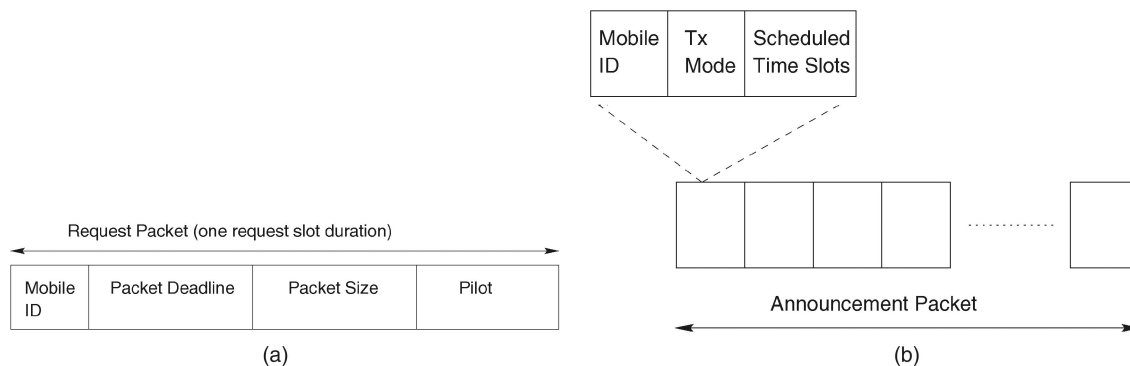 Request Packet (one request slot duration)
Mobile
ID
Packet Deadline
Packet Size
Pilot
(a)
Mobile
ID
Tx
Mode
Scheduled
Time Slots
Announcement Packet
(b)